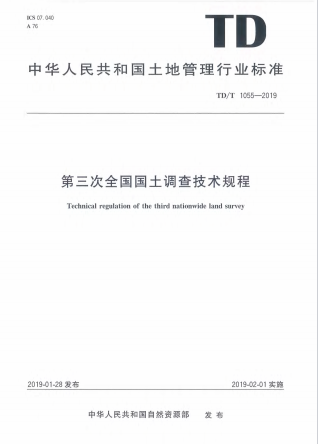 ICS 07.040
A 76
TD
中华人民共和国土地管理行业标准
TD/T 1055—2019
第三次全国国土调查技术规程
Technical regulation of the third nationwide land survey
2019-01-28 发布
2019-02-01 实施
中华人民共和国自然资源部 发布